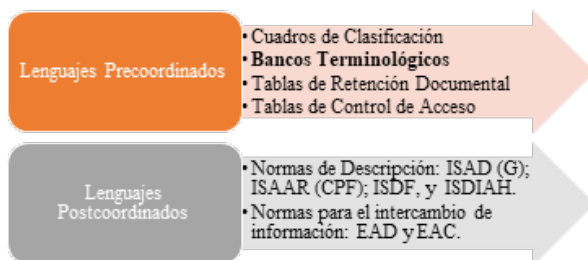 Lenguajes Precoordinados
• Cuadros de Clasificación
• Bancos Terminológicos
• Tablas de Retención Documental
• Tablas de Control de Acceso
Lenguajes
Postcoordinados
• Normas de Descripción: ISAD (G);
ISAAR (CPF); ISDF, y ISDIAH.
• Normas para el intercambio de
información: EAD y EAC.